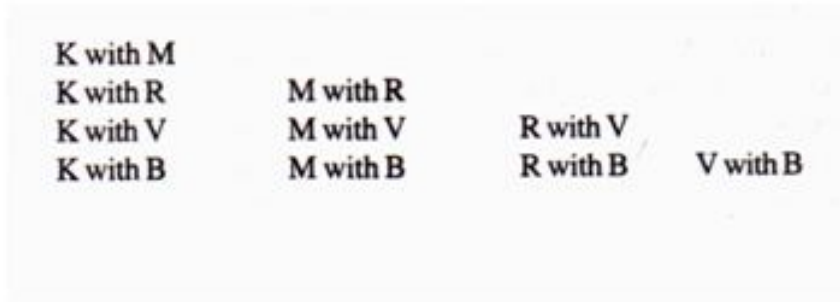 K with M
K with R M with R
K with V M with V R with V
K with B M with B R with B V with B